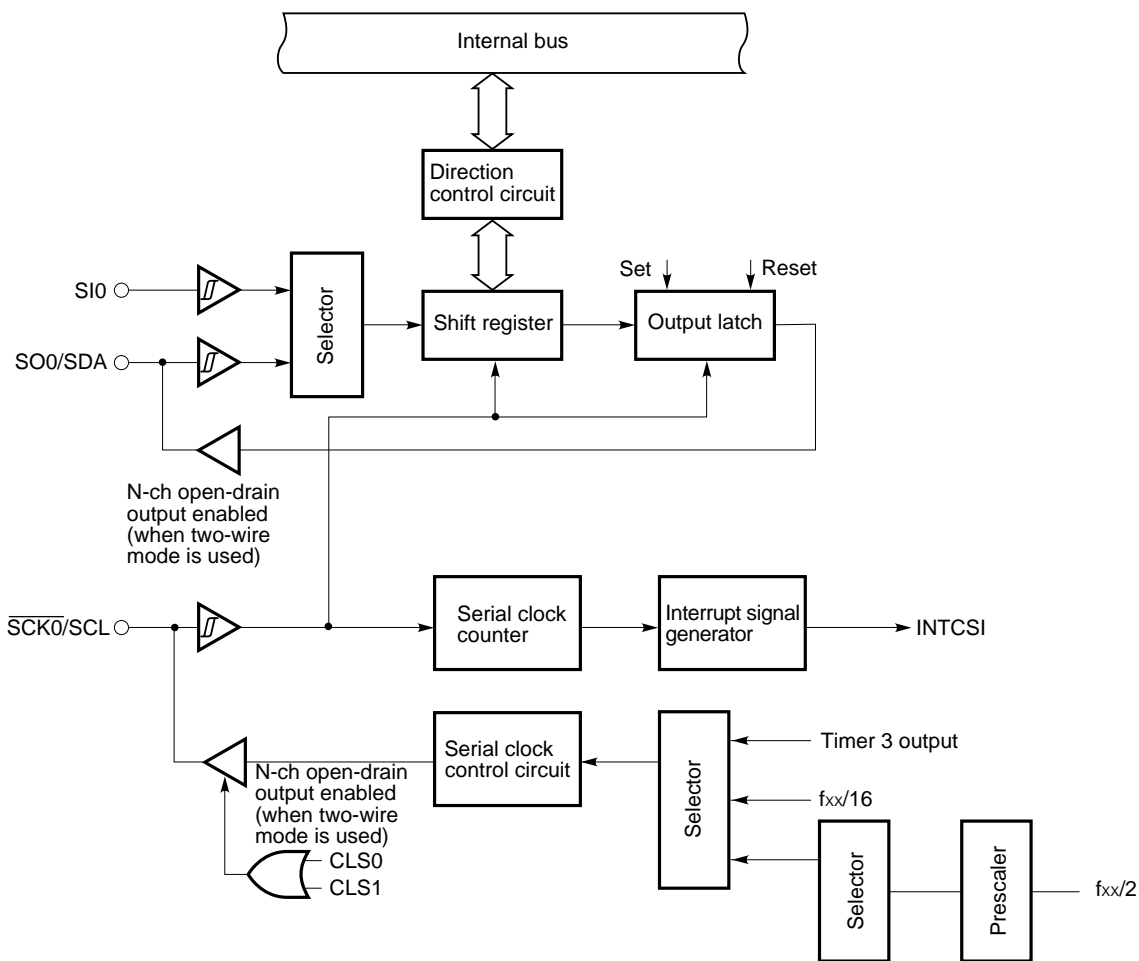 Internal bus
Direction
control circuit
Set
Reset
SI0
Selector
Shift register
Output latch
SO0/SDA
N-ch open-drain
output enabled
(when two-wire
mode is used)
SCK0/SCL
Serial clock
counter
Interrupt signal
generator
INTCSI
Serial clock
control circuit
Selector
Timer 3 output
fxx/16
N-ch open-drain
output enabled
(when two-wire
mode is used)
CLS0
CLS1
Selector
Prescaler
fxx/2